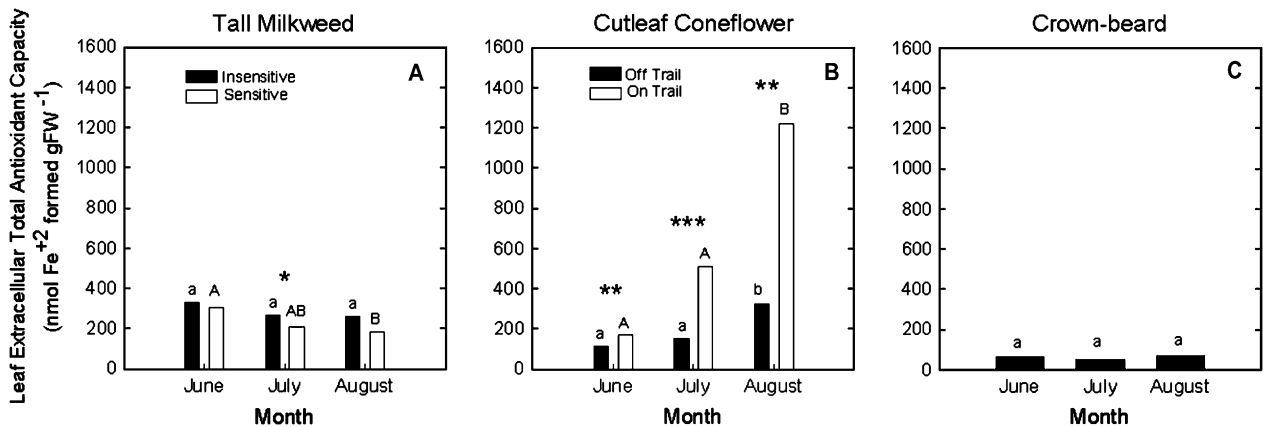 Tall Milkweed
Cutleaf Coneflower
Crown-beard
Leaf Extracellular Total Antioxidant Capacity
(nmol Fe+2 formed gFW-1)
1600
1400
1200
1000
800
600
400
200
0
Insensitive
Sensitive
A
*
a
A
a
AB
a
B
June
July
August
Month
1600
1400
1200
1000
800
600
400
200
0
Off Trail
On Trail
B
**
***
**
a
A
a
A
b
B
June
July
August
Month
1600
1400
1200
1000
800
600
400
200
0
C
a
a
a
June
July
August
Month